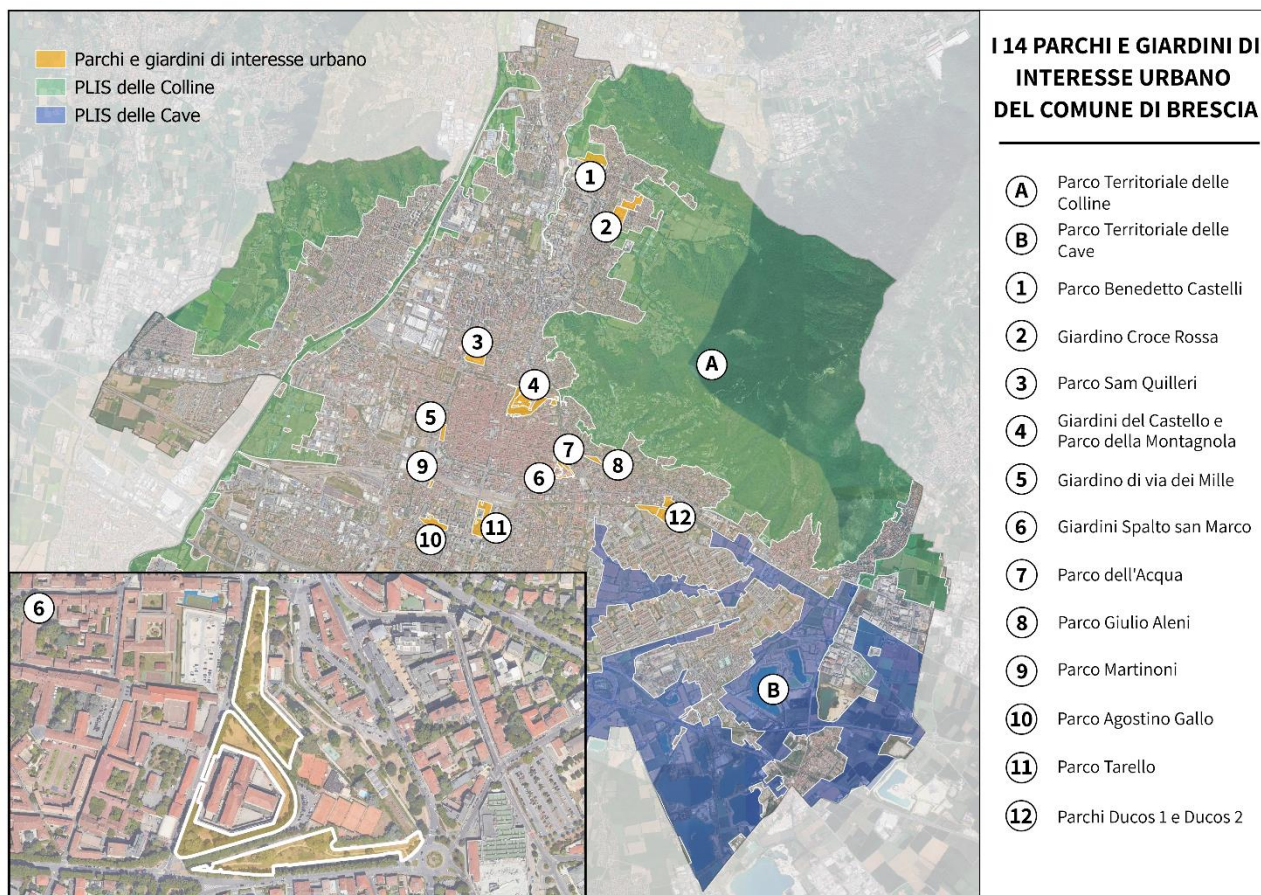 Parchi e giardini di interesse urbano
PLIS delle Colline
PLIS delle Cave
1
2
3
4
5
6
7
8
9
10
11
12
A
B
6
I 14 PARCHI E GIARDINI DI
INTERESSE URBANO
DEL COMUNE DI BRESCIA
A Parco Territoriale delle
Colline
B Parco Territoriale delle
Cave
1 Parco Benedetto Castelli
2 Giardino Croce Rossa
3 Parco Sam Quilleri
4 Giardini del Castello e
Parco della Montagnola
5 Giardino di via dei Mille
6 Giardini Spalto san Marco
7 Parco dell'Acqua
8 Parco Giulio Aleni
9 Parco Martinoni
10 Parco Agostino Gallo
11 Parco Tarello
12 Parchi Ducos 1 e Ducos 2